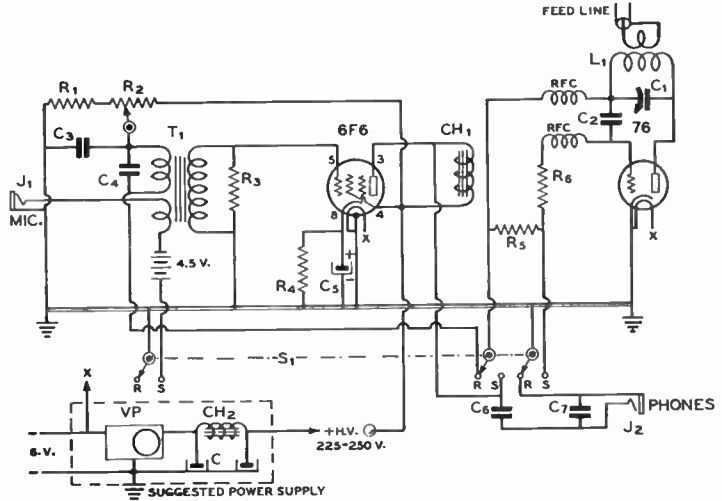 FEED LINE
L1
R1 R2 RFC C1
6F6 CH1 C2 76
C3 T1 RFC
5 3
J1 C4 R3 R6
MIC. 8 4
X X
4.5 V. R4 C5 + - R5
S1
R S R S R S
X
VP CH2 C6 C7 PHONES
J2
6-V. C +H.V.
225-250 V.
SUGGESTED POWER SUPPLY